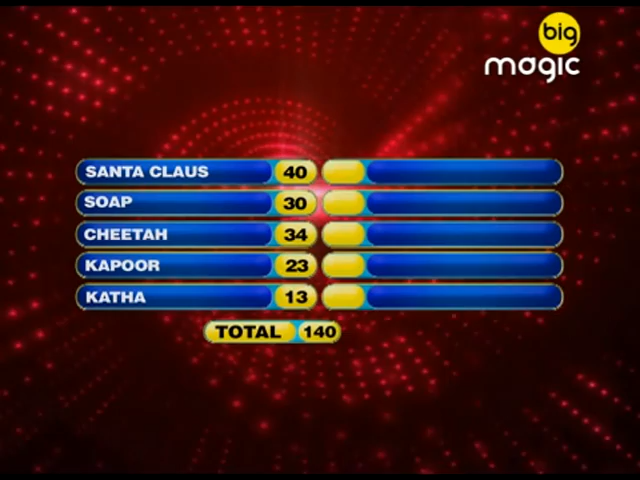 big
magic
SANTA CLAUS 40
SOAP 30
CHEETAH 34
KAPOOR 23
KATHA 13
TOTAL 140